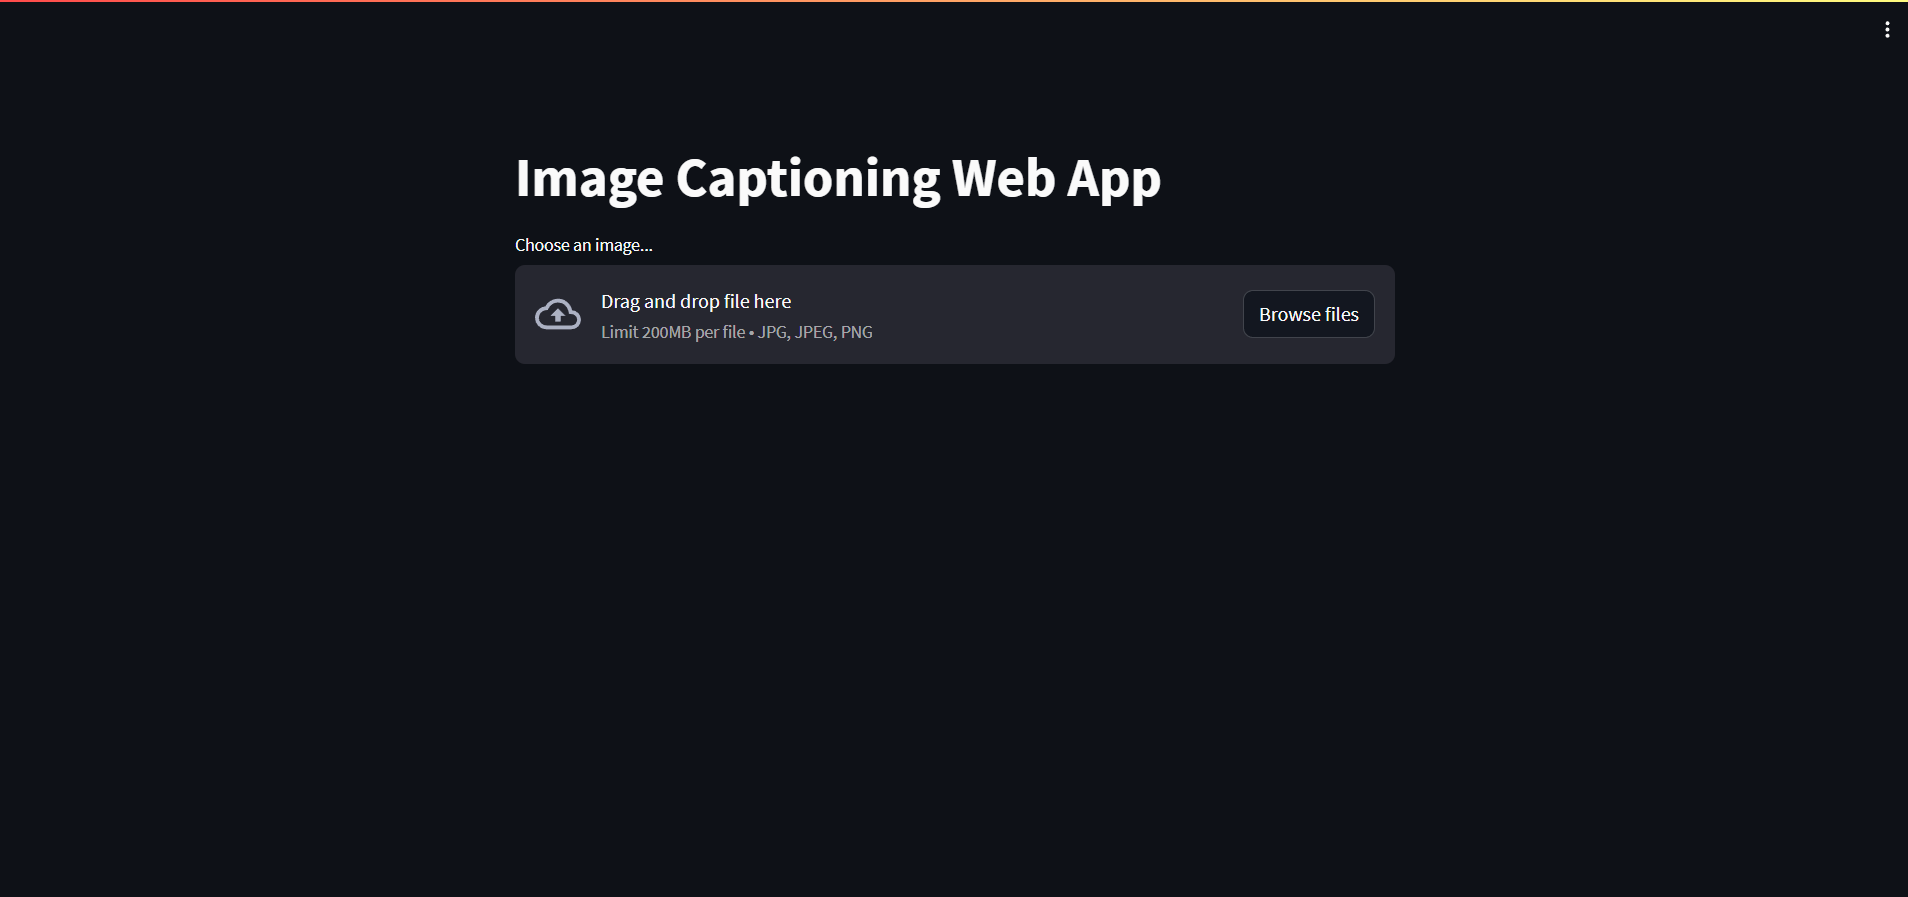 Image Captioning Web App
Choose an image...
Drag and drop file here
Limit 200MB per file • JPG, JPEG, PNG
Browse files